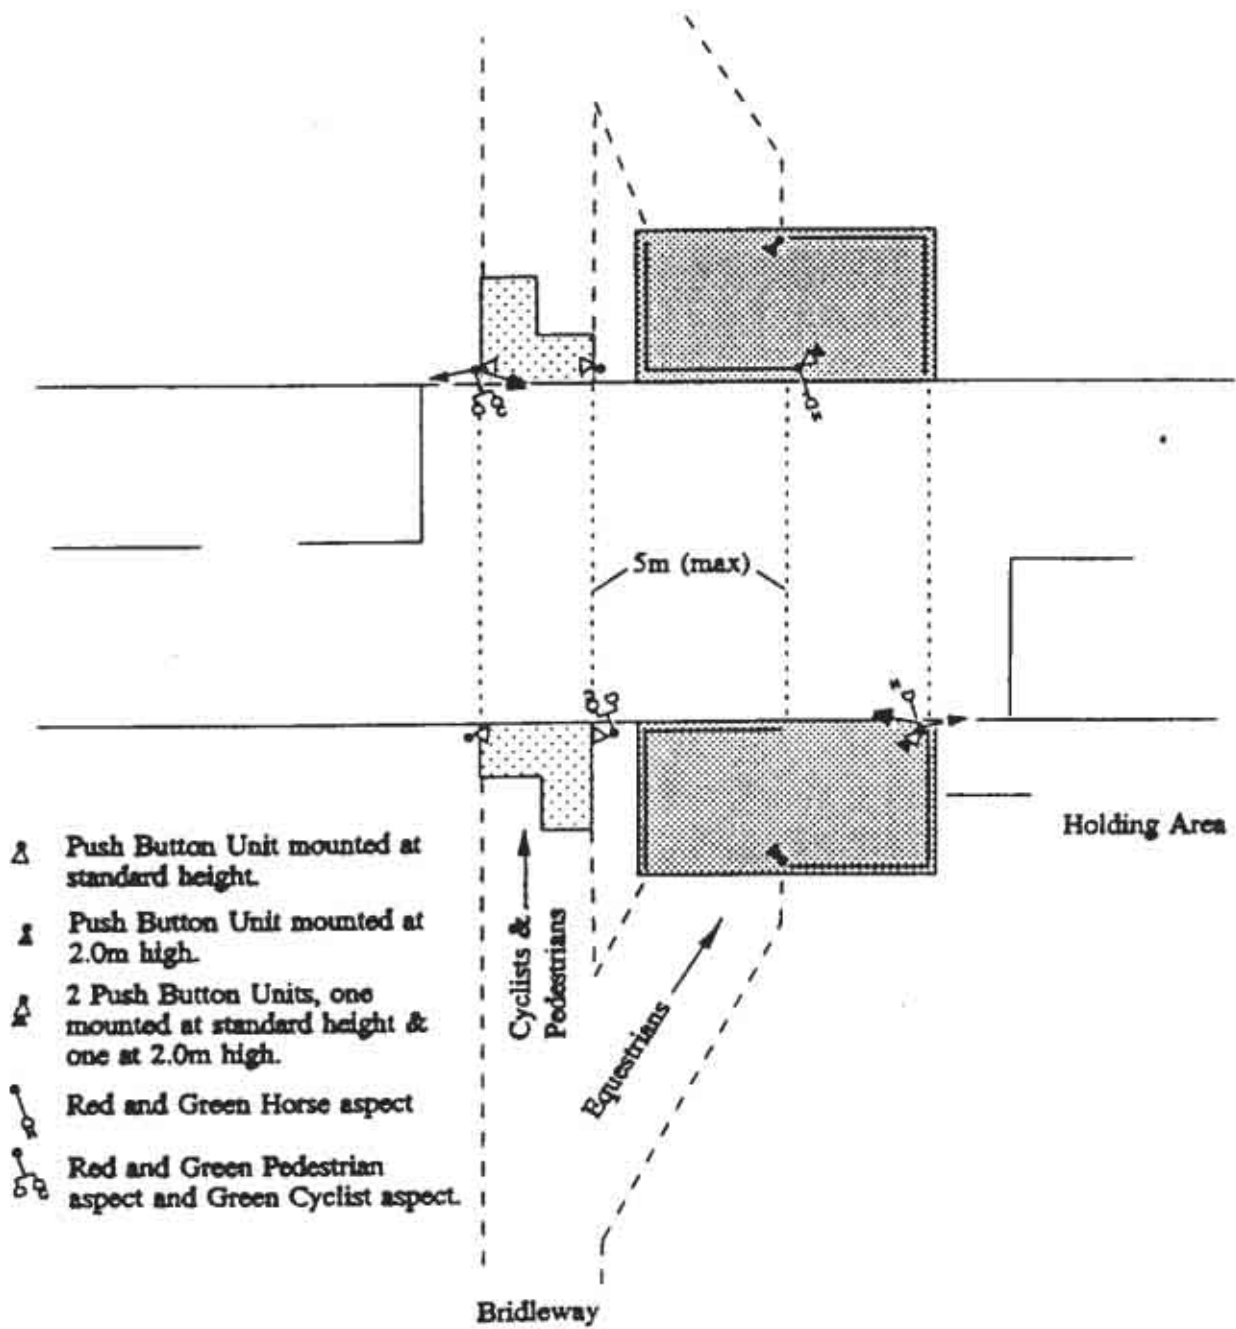 5m (max)
Holding Area
Push Button Unit mounted at
standard height.
Push Button Unit mounted at
2.0m high.
2 Push Button Units, one
mounted at standard height &
one at 2.0m high.
Red and Green Horse aspect
Red and Green Pedestrian
aspect and Green Cyclist aspect.
Cyclists &
Pedestrians
Equestrians
Bridleway